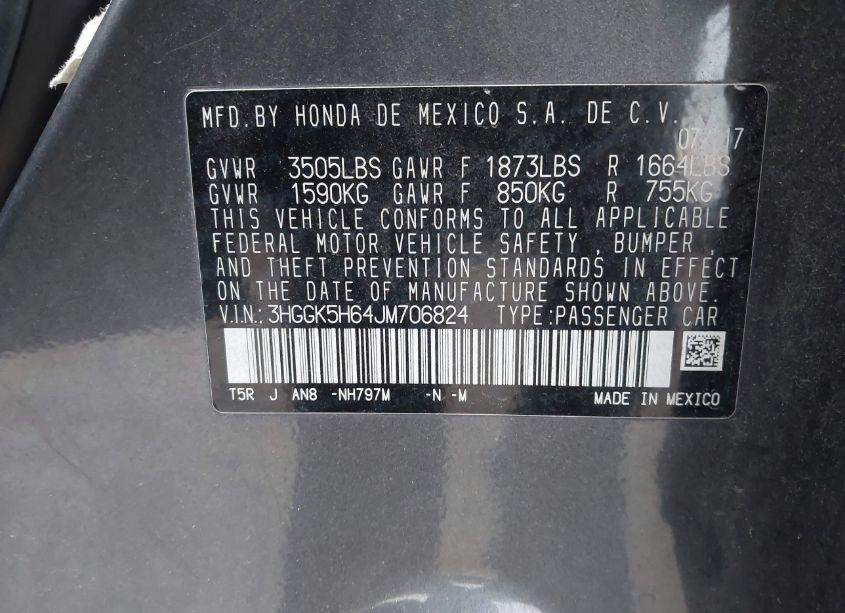 MFD.BY HONDA DE MEXICO S.A. DE C.V.
GVWR 3505LBS GAWR F 1873LBS R 1664LBS
GVWR 1590KG GAWR F 850KG R 755KG
THIS VEHICLE CONFORMS TO ALL APPLICABLE
FEDERAL MOTOR VEHICLE SAFETY , BUMPER ,
AND THEFT PREVENTION STANDARDS IN EFFECT
ON THE DATE OF MANUFACTURE SHOWN ABOVE.
V.I.N.: 3HGGK5H64JM706824 TYPE:PASSENGER CAR
T5R J AN8 -NH797M -N -M MADE IN MEXICO